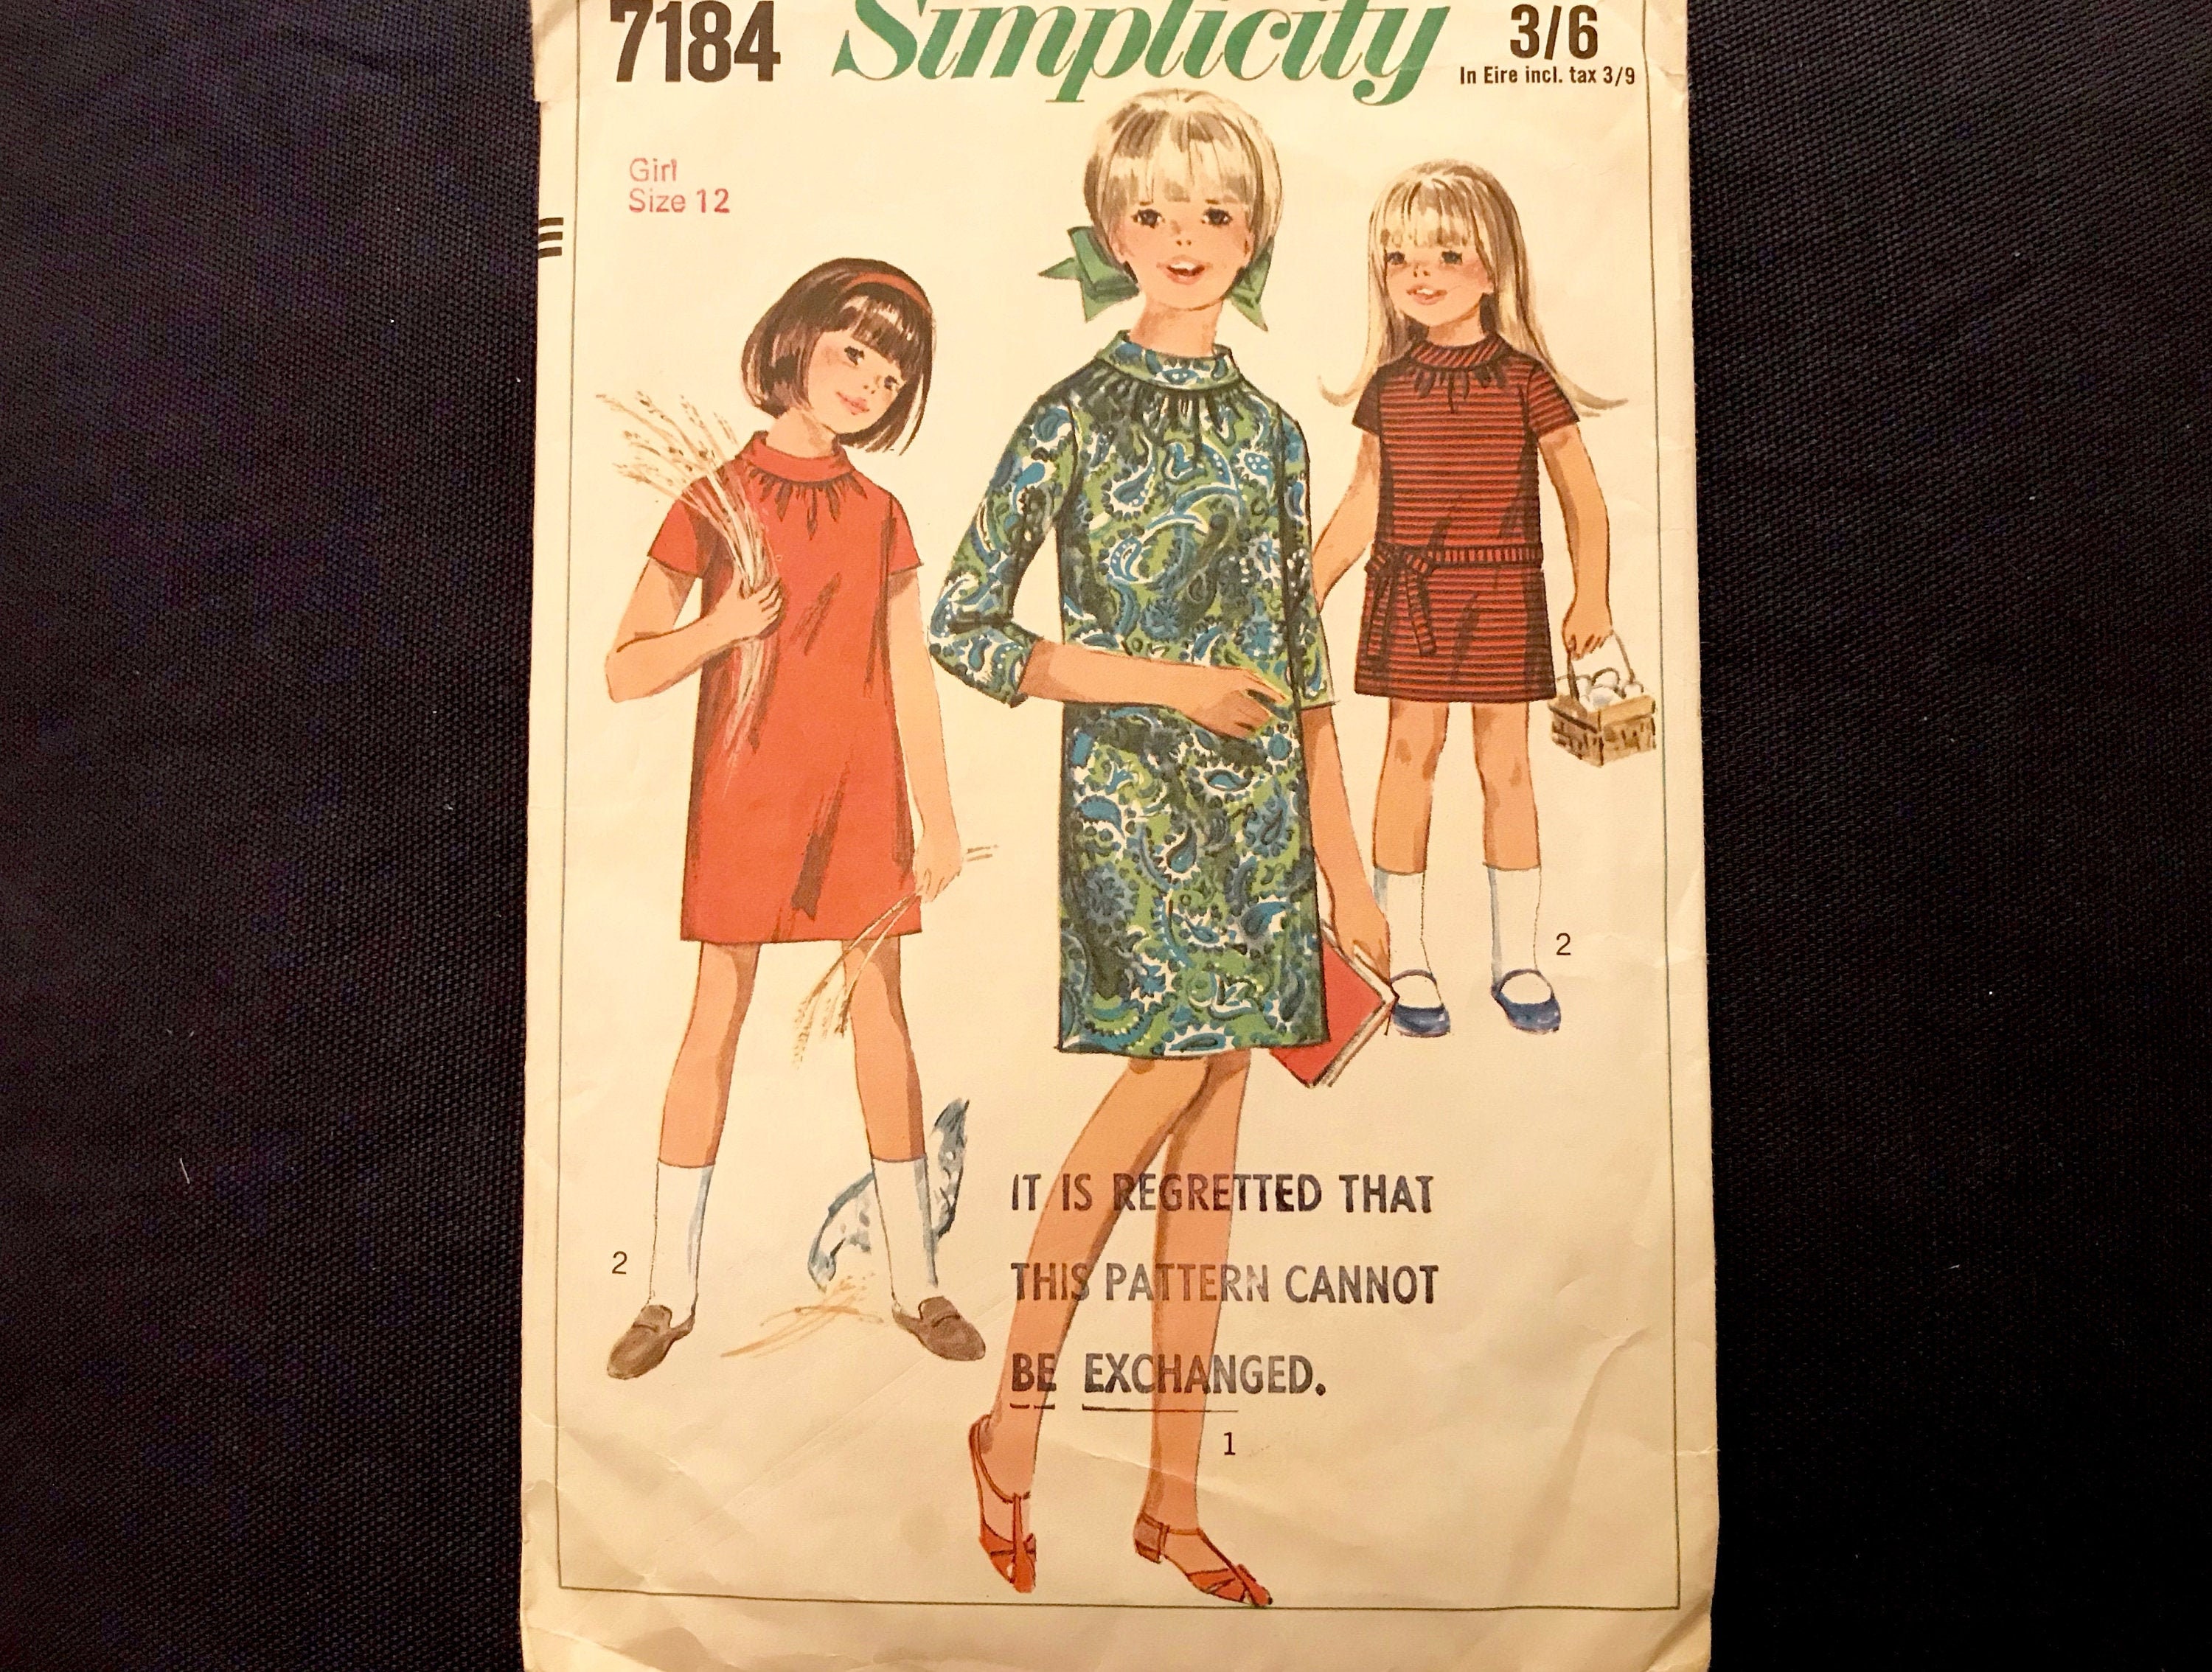 7184 Simplicity 3/6
In Eire incl. tax 3/9
Girl
Size 12
2
2
IT IS REGRETTED THAT
THIS PATTERN CANNOT
BE EXCHANGED.
1